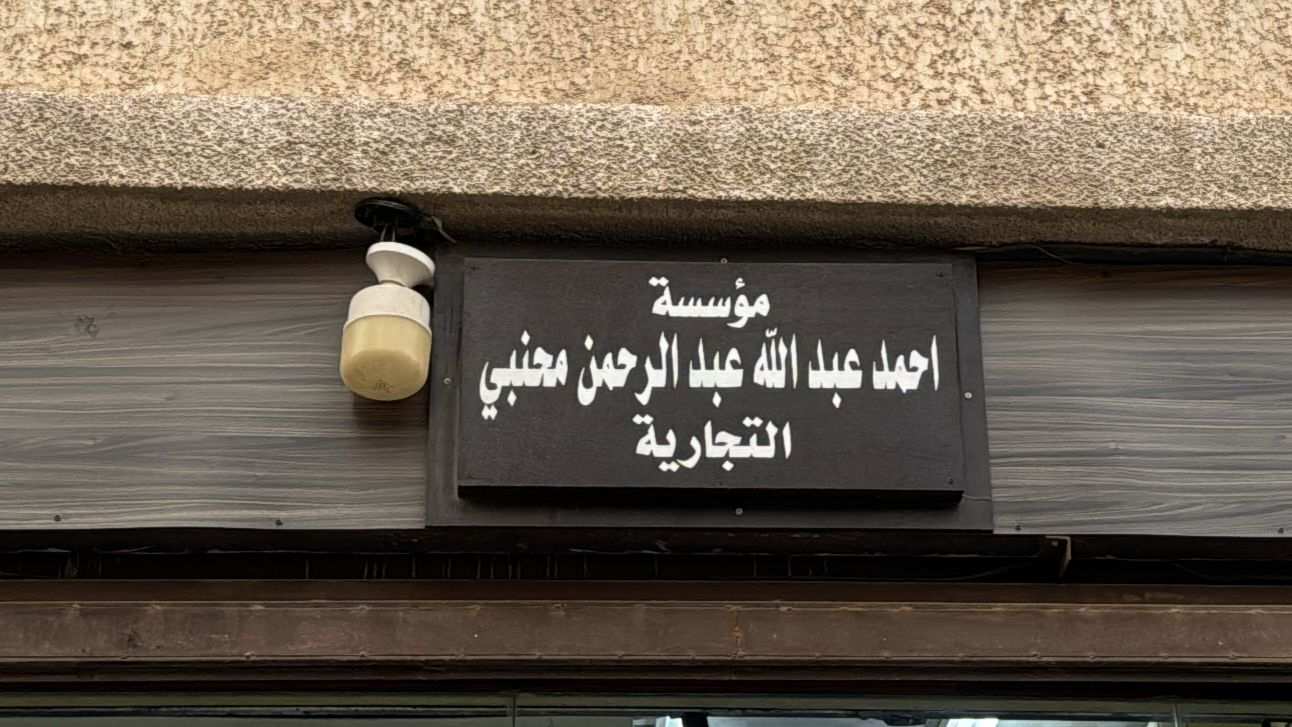 مؤسسة
احمد عبد الله عبد الرحمن محنبي
التجارية